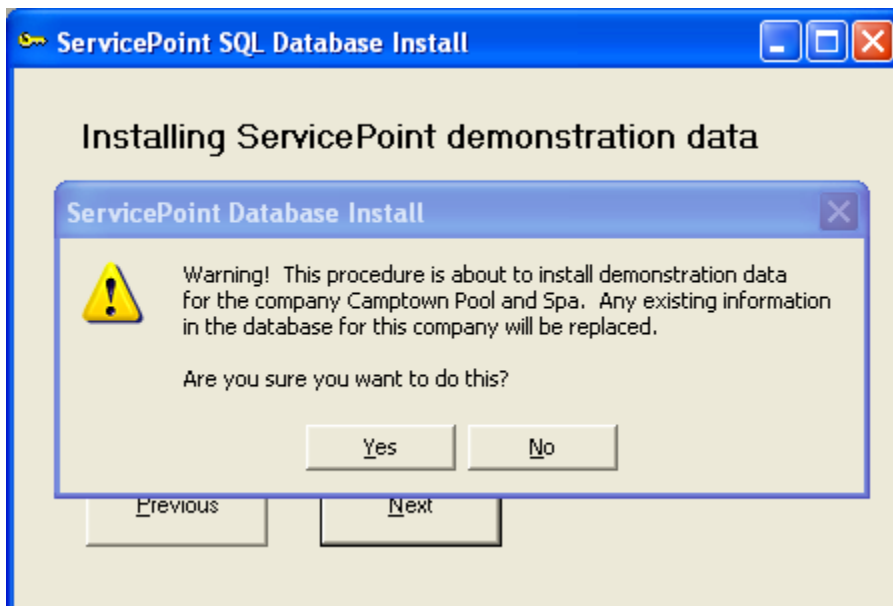 ServicePoint SQL Database Install
Installing ServicePoint demonstration data
ServicePoint Database Install
Warning! This procedure is about to install demonstration data
for the company Camptown Pool and Spa. Any existing information
in the database for this company will be replaced.
Are you sure you want to do this?
Yes No
Previous Next